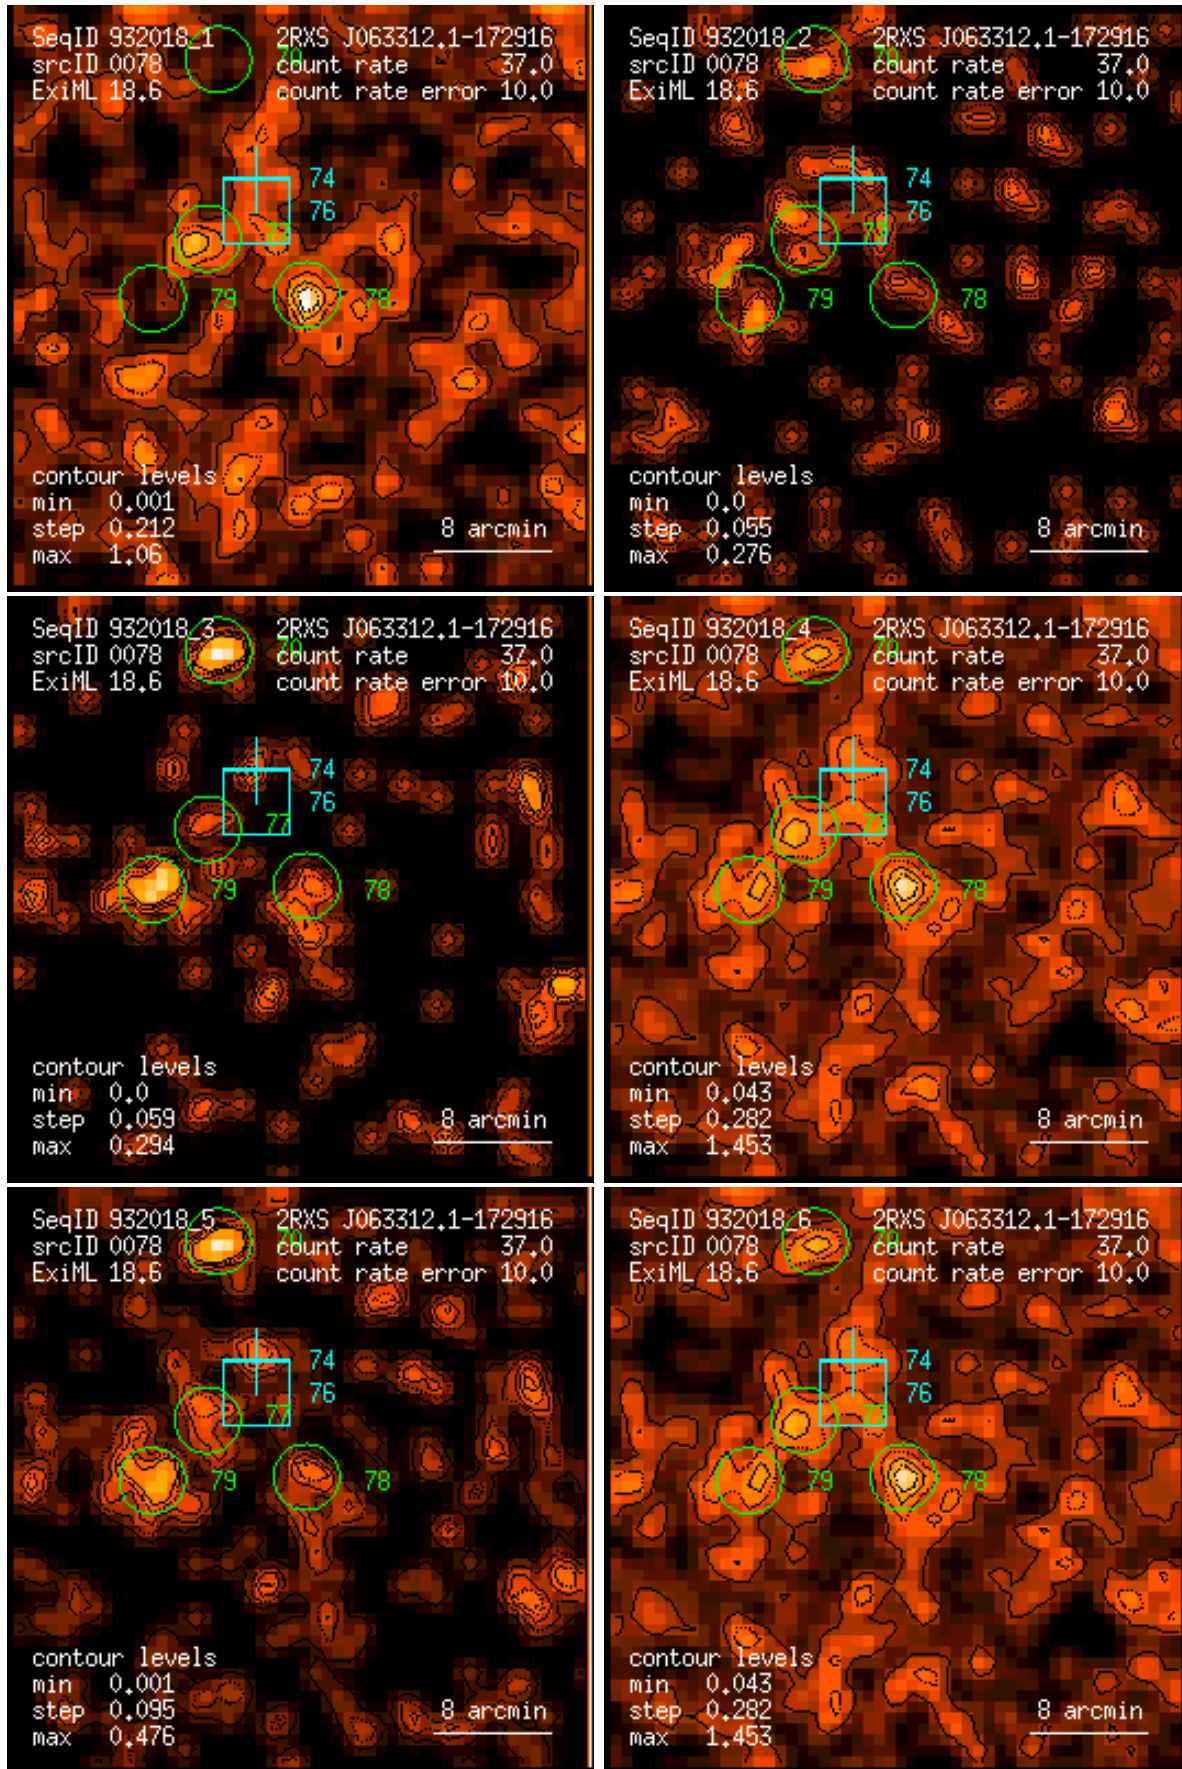 SeqID 932018_1 2RXS J063312.1-172916
srcID 0078 count rate 37.0
70
ExiML 18.6 count rate error 10.0
74
76
77
79 78
contour levels
min 0.001
step 0.212
max 1.06
8 arcmin
SeqID 932018_2 2RXS J063312.1-172916
srcID 0078 count rate 37.0
70
ExiML 18.6 count rate error 10.0
74
76
77
79 78
contour levels
min 0.0
step 0.055
max 0.276
8 arcmin
SeqID 932018_3 2RXS J063312.1-172916
srcID 0078 count rate 37.0
70
ExiML 18.6 count rate error 10.0
74
76
77
79 78
contour levels
min 0.0
step 0.059
max 0.294
8 arcmin
SeqID 932018_4 2RXS J063312.1-172916
srcID 0078 count rate 37.0
70
ExiML 18.6 count rate error 10.0
74
76
77
79 78
contour levels
min 0.043
step 0.282
max 1.453
8 arcmin
SeqID 932018_5 2RXS J063312.1-172916
srcID 0078 count rate 37.0
70
ExiML 18.6 count rate error 10.0
74
76
77
79 78
contour levels
min 0.001
step 0.095
max 0.476
8 arcmin
SeqID 932018_6 2RXS J063312.1-172916
srcID 0078 count rate 37.0
70
ExiML 18.6 count rate error 10.0
74
76
77
79 78
contour levels
min 0.043
step 0.282
max 1.453
8 arcmin